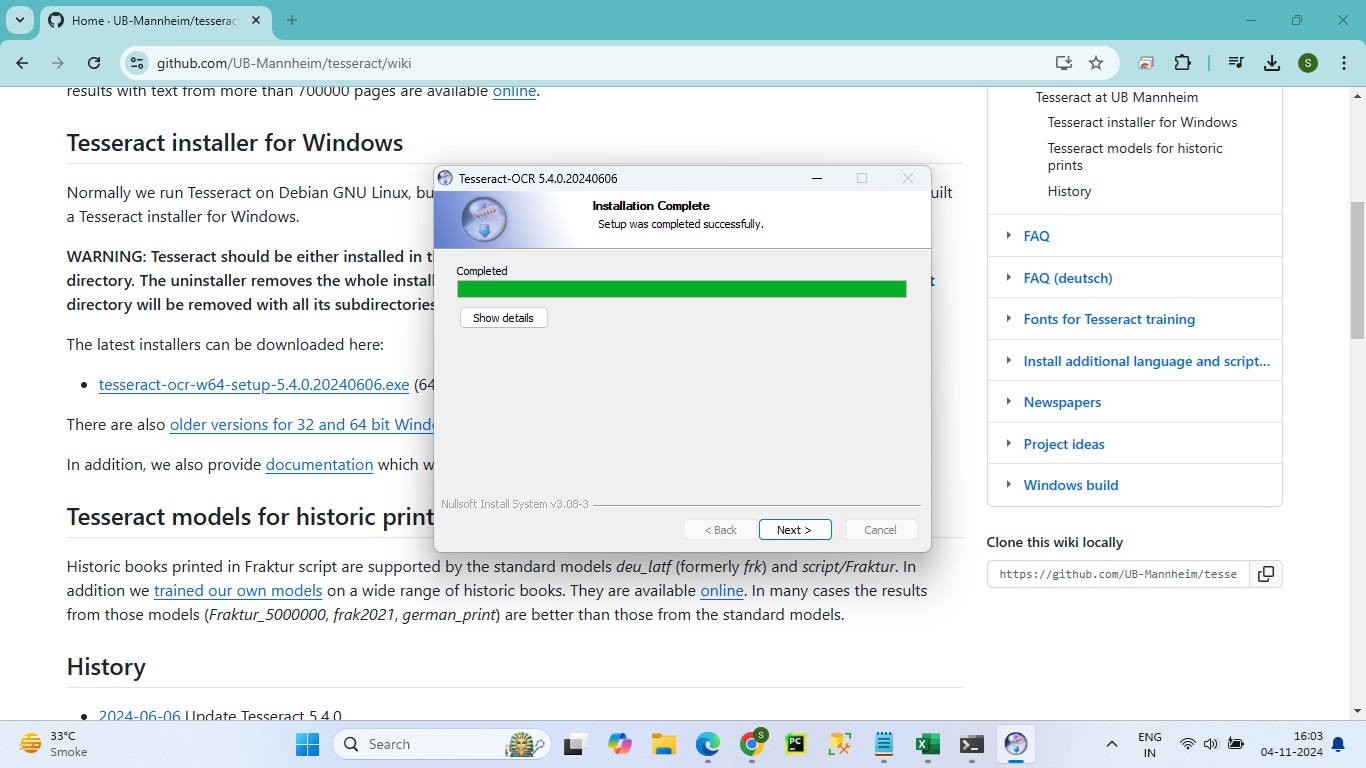 Home · UB-Mannheim/tesserac
github.com/UB-Mannheim/tesseract/wiki
S
results with text from more than 700000 pages are available online.
Tesseract installer for Windows
Normally we run Tesseract on Debian GNU Linux, bu
uilt
a Tesseract installer for Windows.
WARNING: Tesseract should be either installed in t
directory. The uninstaller removes the whole instal
t
directory will be removed with all its subdirectories
The latest installers can be downloaded here:
• tesseract-ocr-w64-setup-5.4.0.20240606.exe (64
There are also older versions for 32 and 64 bit Wind
In addition, we also provide documentation which w
Tesseract models for historic print
Historic books printed in Fraktur script are supported by the standard models deu_latf (formerly frk) and script/Fraktur. In
addition we trained our own models on a wide range of historic books. They are available online. In many cases the results
from those models (Fraktur_5000000, frak2021, german_print) are better than those from the standard models.
History
• 2024-06-06 Update Tesseract 5.4.0
Tesseract-OCR 5.4.0.20240606
Installation Complete
Setup was completed successfully.
Completed
Show details
Nullsoft Install System v3.08-3
< Back
Next >
Cancel
Tesseract at UB Mannheim
Tesseract installer for Windows
Tesseract models for historic
prints
History
FAQ
FAQ (deutsch)
Fonts for Tesseract training
Install additional language and script...
Newspapers
Project ideas
Windows build
Clone this wiki locally
https://github.com/UB-Mannheim/tesse
33°C
Smoke
Search
S
PC
ENG
IN
16:03
04-11-2024